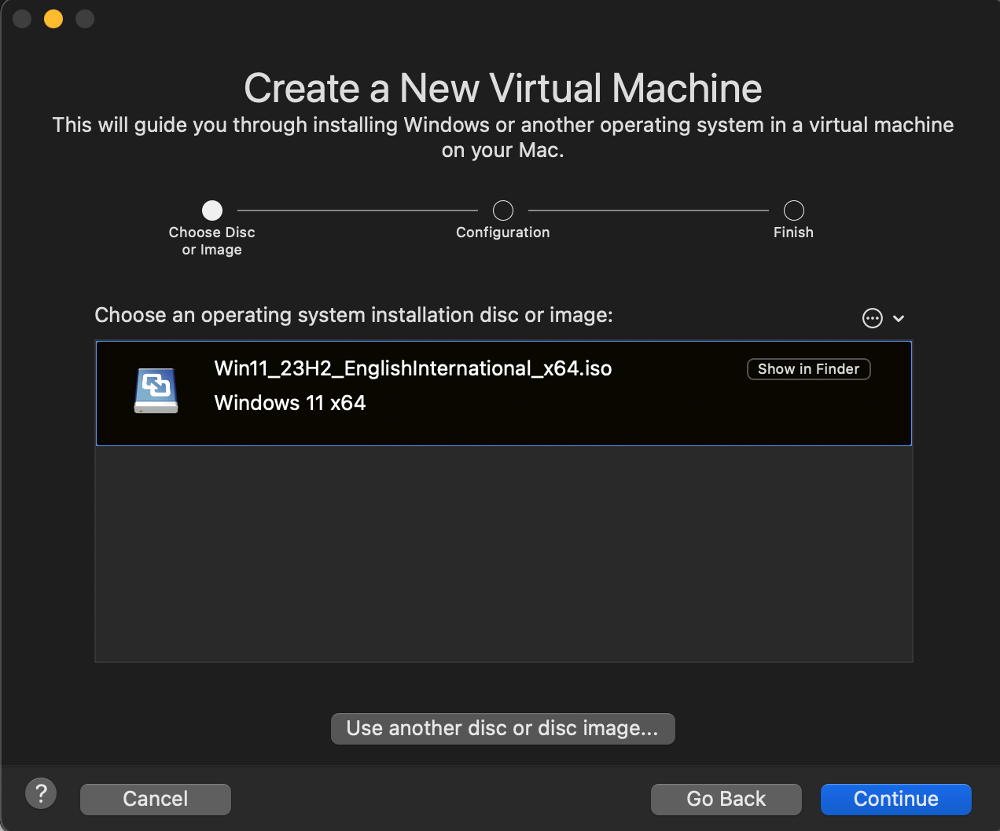 Create a New Virtual Machine
This will guide you through installing Windows or another operating system in a virtual machine
on your Mac.
Choose Disc
or Image
Configuration
Finish
Choose an operating system installation disc or image:
Win11_23H2_EnglishInternational_x64.iso
Show in Finder
Windows 11 x64
Use another disc or disc image...
?
Cancel
Go Back
Continue